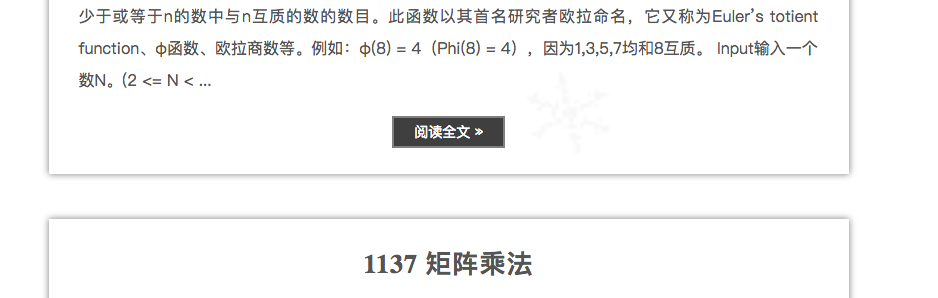 少于或等于n的数中与n互质的数的数目。此函数以其首名研究者欧拉命名，它又称为Euler's totient
function、φ函数、欧拉商数等。例如：φ(8) = 4（Phi(8) = 4），因为1,3,5,7均和8互质。 Input输入一个
数N。(2 <= N < ...
阅读全文 »
1137 矩阵乘法